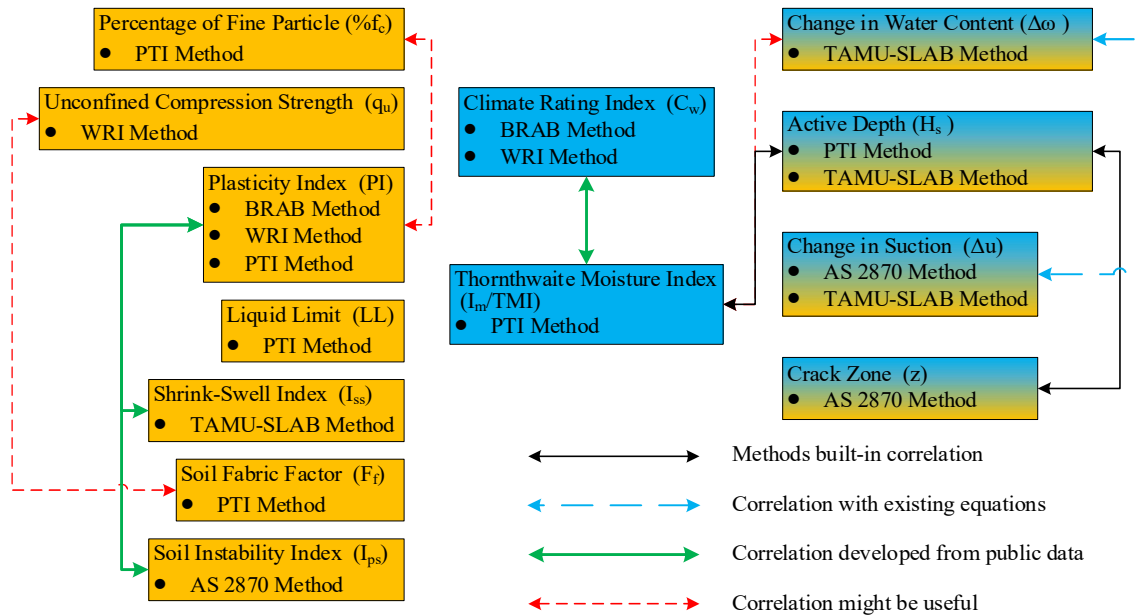 Percentage of Fine Particle (%fc)
● PTI Method
Unconfined Compression Strength (qu)
● WRI Method
Plasticity Index (PI)
● BRAB Method
● WRI Method
● PTI Method
Liquid Limit (LL)
● PTI Method
Shrink-Swell Index (Iss)
● TAMU-SLAB Method
Soil Fabric Factor (Ff)
● PTI Method
Soil Instability Index (Ips)
● AS 2870 Method
Climate Rating Index (Cw)
● BRAB Method
● WRI Method
Thornthwaite Moisture Index
(Im/TMI)
● PTI Method
Change in Water Content (Δω )
● TAMU-SLAB Method
Active Depth (Hs )
● PTI Method
● TAMU-SLAB Method
Change in Suction (Δu)
● AS 2870 Method
● TAMU-SLAB Method
Crack Zone (z)
● AS 2870 Method
Methods built-in correlation
Correlation with existing equations
Correlation developed from public data
Correlation might be useful